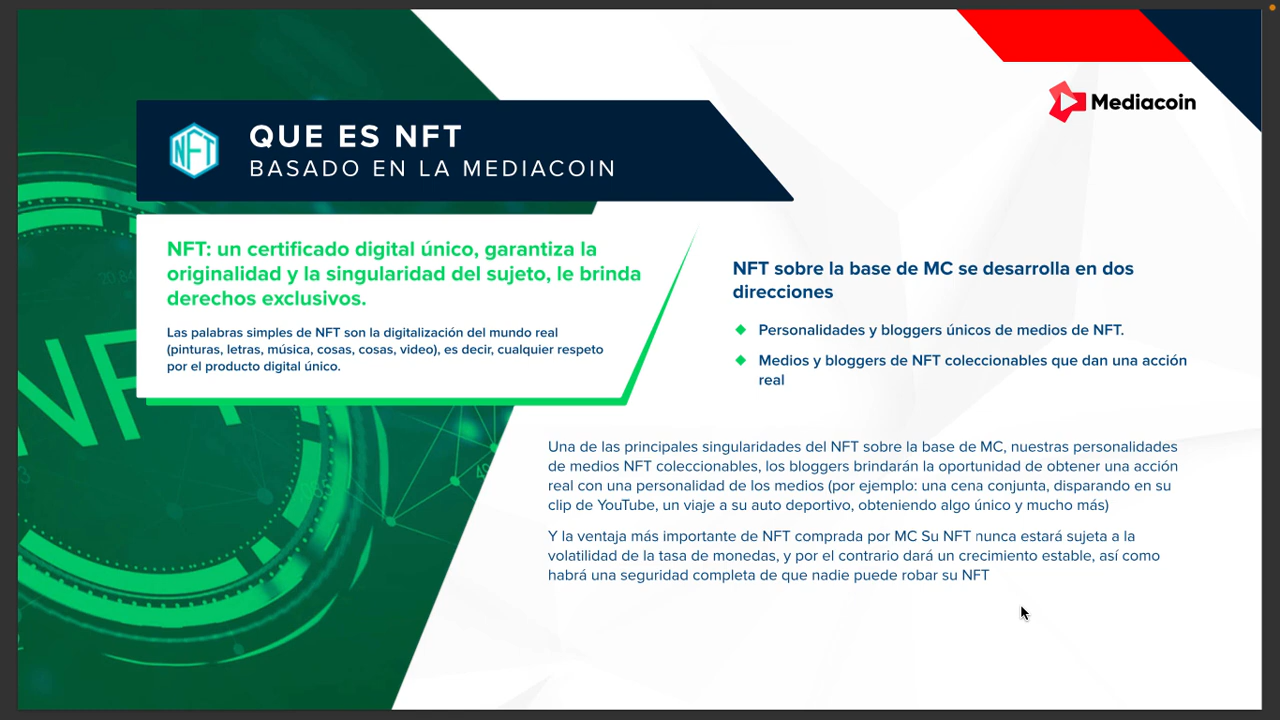 Mediacoin
NFT
QUE ES NFT
BASADO EN LA MEDIACOIN
NFT: un certificado digital único, garantiza la
originalidad y la singularidad del sujeto, le brinda
derechos exclusivos.
Las palabras simples de NFT son la digitalización del mundo real
(pinturas, letras, música, cosas, cosas, video), es decir, cualquier respeto
por el producto digital único.
NFT sobre la base de MC se desarrolla en dos
direcciones
Personalidades y bloggers únicos de medios de NFT.
Medios y bloggers de NFT coleccionables que dan una acción
real
Una de las principales singularidades del NFT sobre la base de MC, nuestras personalidades
de medios NFT coleccionables, los bloggers brindarán la oportunidad de obtener una acción
real con una personalidad de los medios (por ejemplo: una cena conjunta, disparando en su
clip de YouTube, un viaje a su auto deportivo, obteniendo algo único y mucho más)
Y la ventaja más importante de NFT comprada por MC Su NFT nunca estará sujeta a la
volatilidad de la tasa de monedas, y por el contrario dará un crecimiento estable, así como
habrá una seguridad completa de que nadie puede robar su NFT